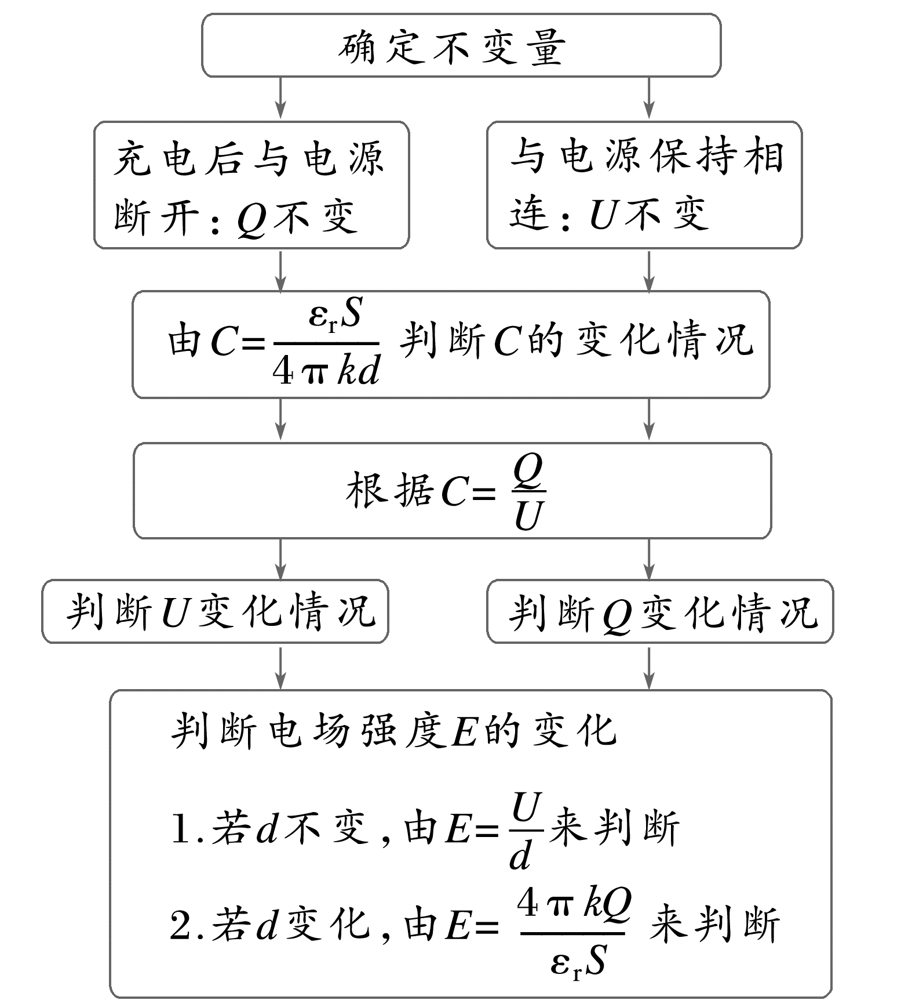 确定不变量
充电后与电源
断开:Q不变
与电源保持相
连:U不变
由C=εrS/4πkd 判断C的变化情况
根据C=Q/U
判断U变化情况
判断Q变化情况
判断电场强度E的变化
1.若d不变,由E=U/d来判断
2.若d变化,由E=4πkQ/εrS来判断